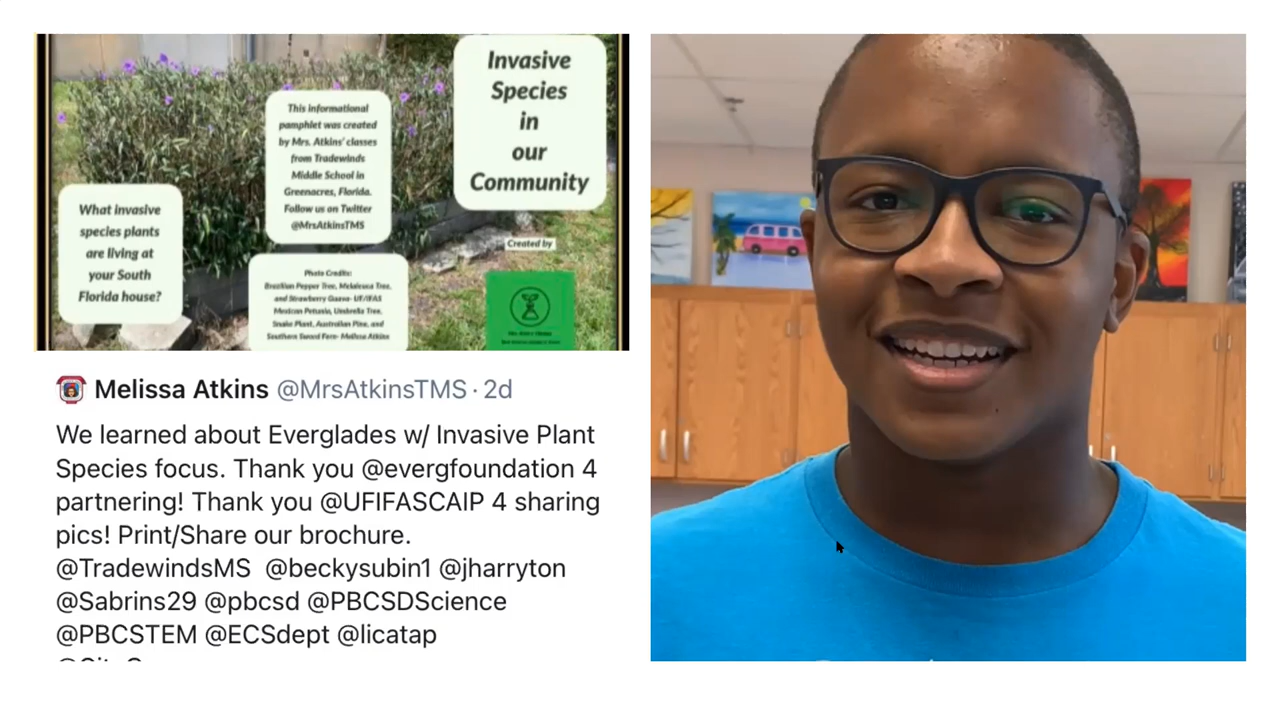 Invasive
Species
in
our
Community
This informational
pamphlet was created
by Mrs. Atkins' classes
from Tradewinds
Middle School in
Greenacres, Florida.
Follow us on Twitter
@MrsAtkinsTMS
What invasive
species plants
are living at
your South
Florida house?
Created by
Photo Credits:
Brazilian Pepper Tree, Melaleuca Tree,
and Strawberry Guava- UF/IFAS
Mexican Petunia, Umbrella Tree,
Snake Plant, Australian Pine, and
Southern Sword Fern- Melissa Atkins
Melissa Atkins @MrsAtkinsTMS · 2d
We learned about Everglades w/ Invasive Plant
Species focus. Thank you @evergfoundation 4
partnering! Thank you @UFIFASCAIP 4 sharing
pics! Print/Share our brochure.
@TradewindsMS @beckysubin1 @jharryton
@Sabrins29 @pbcsd @PBCSDScience
@PBCSTEM @ECSdept @licatap